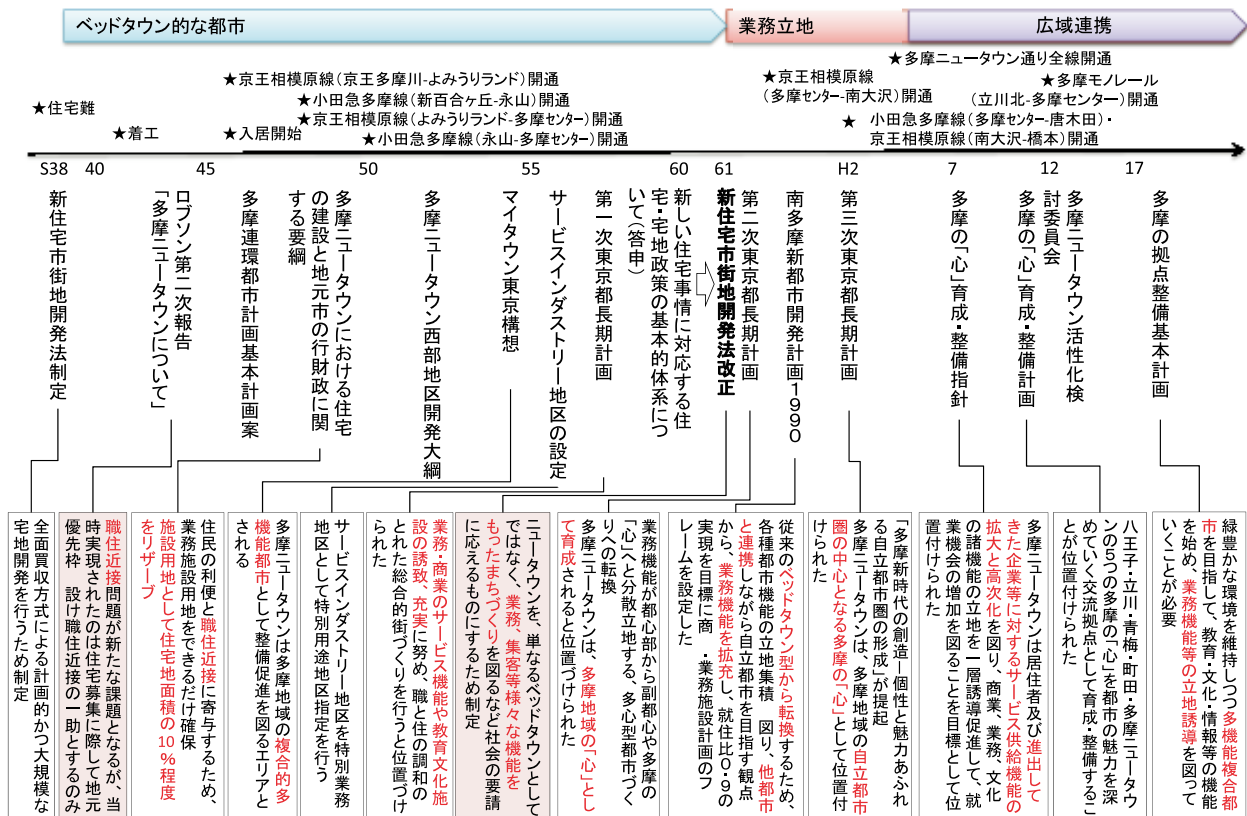 ベッドタウン的な都市
業務立地
広域連携
★住宅難
★着工
★入居開始
★京王相模原線(京王多摩川-よみうりランド)開通
★小田急多摩線(新百合ヶ丘-永山)開通
★京王相模原線(よみうりランド-多摩センター)開通
★小田急多摩線(永山-多摩センター)開通
★京王相模原線
(多摩センター-南大沢)開通
★多摩ニュータウン通り全線開通
★多摩モノレール
(立川北-多摩センター)開通
★ 小田急多摩線(多摩センター-唐木田)・
京王相模原線(南大沢-橋本)開通
S38 40 45 50 55 60 61 H2 7 12 17
新住宅市街地開発法制定
ロブソン第二次報告
「多摩ニュータウンについて」
多摩連環都市計画基本計画案
多摩ニュータウンにおける住宅
の建設と地元市の行財政に関
する要綱
多摩ニュータウン西部地区開発大綱
マイタウン東京構想
サービスインダストリー地区の設定
第一次東京都長期計画
新しい住宅事情に対応する住
宅・宅地政策の基本的体系につ
いて(答申)
新住宅市街地開発法改正
第二次東京都長期計画
南多摩新都市開発計画1990
第三次東京都長期計画
多摩の「心」育成・整備指針
多摩の「心」育成・整備計画
多摩ニュータウン活性化検
討委員会
多摩の拠点整備基本計画
全面買収方式による計画的かつ大規模な
宅地開発を行うため制定
職住近接問題が新たな課題となるが、当
時実現されたのは住宅募集に際して地元
優先枠 設け職住近接の一助とするのみ
住民の利便と職住近接に寄与するため、
業務施設用地をできるだけ確保
施設用地として住宅地面積の10%程度
をリザーブ
多摩ニュータウンは多摩地域の複合的多
機能都市として整備促進を図るエリアと
される
サービスインダストリー地区を特別業務
地区として特別用途地区指定を行う
業務・商業のサービス機能や教育文化施
設の誘致、充実に努め、職と住の調和の
とれた総合的街づくりを行うと位置づけ
られた
ニュータウンを、単なるベッドタウンとして
ではなく、業務、集客等様々な機能を
もったまちづくりを図るなど社会の要請
に応えるものにするため制定
業務機能が都心部から副都心や多摩の
「心」へと分散立地する、多心型都市づく
りへの転換
多摩ニュータウンは、多摩地域の「心」とし
て育成されると位置づけられた
従来のベッドタウン型から転換するため、
各種都市機能の立地集積 図り、他都市
と連携しながら自立都市を目指す観点
から、業務機能を拡充し、就住比0.9の
実現を目標に商 ・業務施設計画のフ
レームを設定した
「多摩新時代の創造－個性と魅力あふれ
る自立都市圏の形成」が提起
多摩ニュータウンは、多摩地域の自立都市
圏の中心となる多摩の「心」として位置付
けられた
多摩ニュータウンは居住者及び進出して
きた企業等に対するサービス供給機能の
拡大と高次化を図り、商業、業務、文化
の諸機能の立地を一層誘導促進して、就
業機会の増加を図ることを目標として位
置付けられた
八王子・立川・青梅・町田・多摩ニュータウ
ンの5つの多摩の「心」を都市の魅力を深
めていく交流拠点として育成・整備するこ
とが位置付けられた
緑豊かな環境を維持しつつ多機能複合都
市を目指して、教育・文化・情報等の機能
を始め、業務機能等の立地誘導を図って
いくことが必要